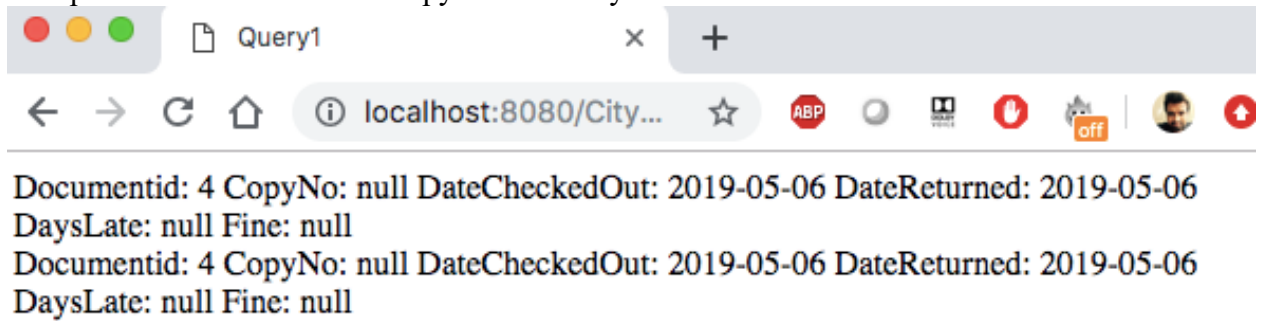 Query1
localhost:8080/City...
ABP
off
Documentid: 4 CopyNo: null DateCheckedOut: 2019-05-06 DateReturned: 2019-05-06
DaysLate: null Fine: null
Documentid: 4 CopyNo: null DateCheckedOut: 2019-05-06 DateReturned: 2019-05-06
DaysLate: null Fine: null